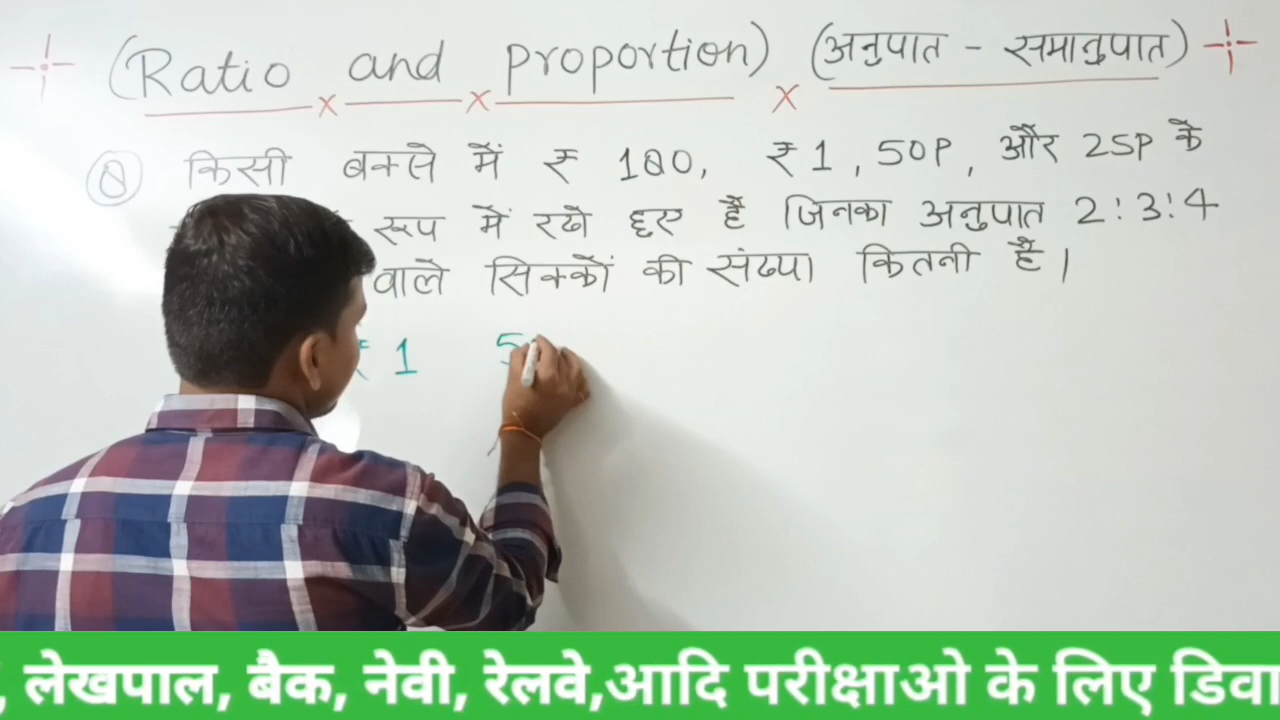 (Ratio and proportion) (अनुपात - समानुपात)
8 किसी बक्से में ₹ 180, ₹1, 50P, और 25P के
रूप में रखे हुए हैं जिनका अनुपात 2:3:4
वाले सिक्कों की संख्या कितनी है।
₹ 1 5
, लेखपाल, बैक, नेवी, रेलवे,आदि परीक्षाओ के लिए डिवा